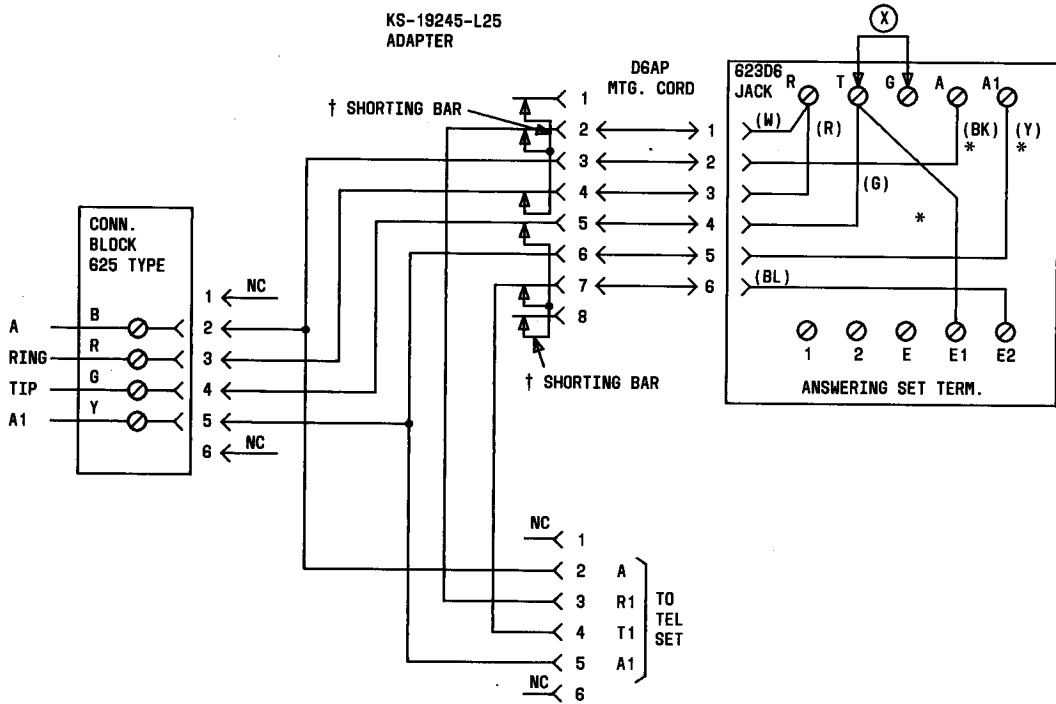 KS-19245-L25
ADAPTER
† SHORTING BAR
1
2
3
4
5
6
7
8
† SHORTING BAR
D6AP
MTG. CORD
1
2
3
4
5
6
623D6
JACK
R
T
G
A
A1
X
(W)
(R)
(BK)
*
(Y)
*
(G)
*
(BL)
1
2
E
E1
E2
ANSWERING SET TERM.
CONN.
BLOCK
625 TYPE
1 NC
A B 2
RING R 3
TIP G 4
A1 Y 5
6 NC
NC 1
2 A
3 R1
4 T1
5 A1
NC 6
TO
TEL
SET